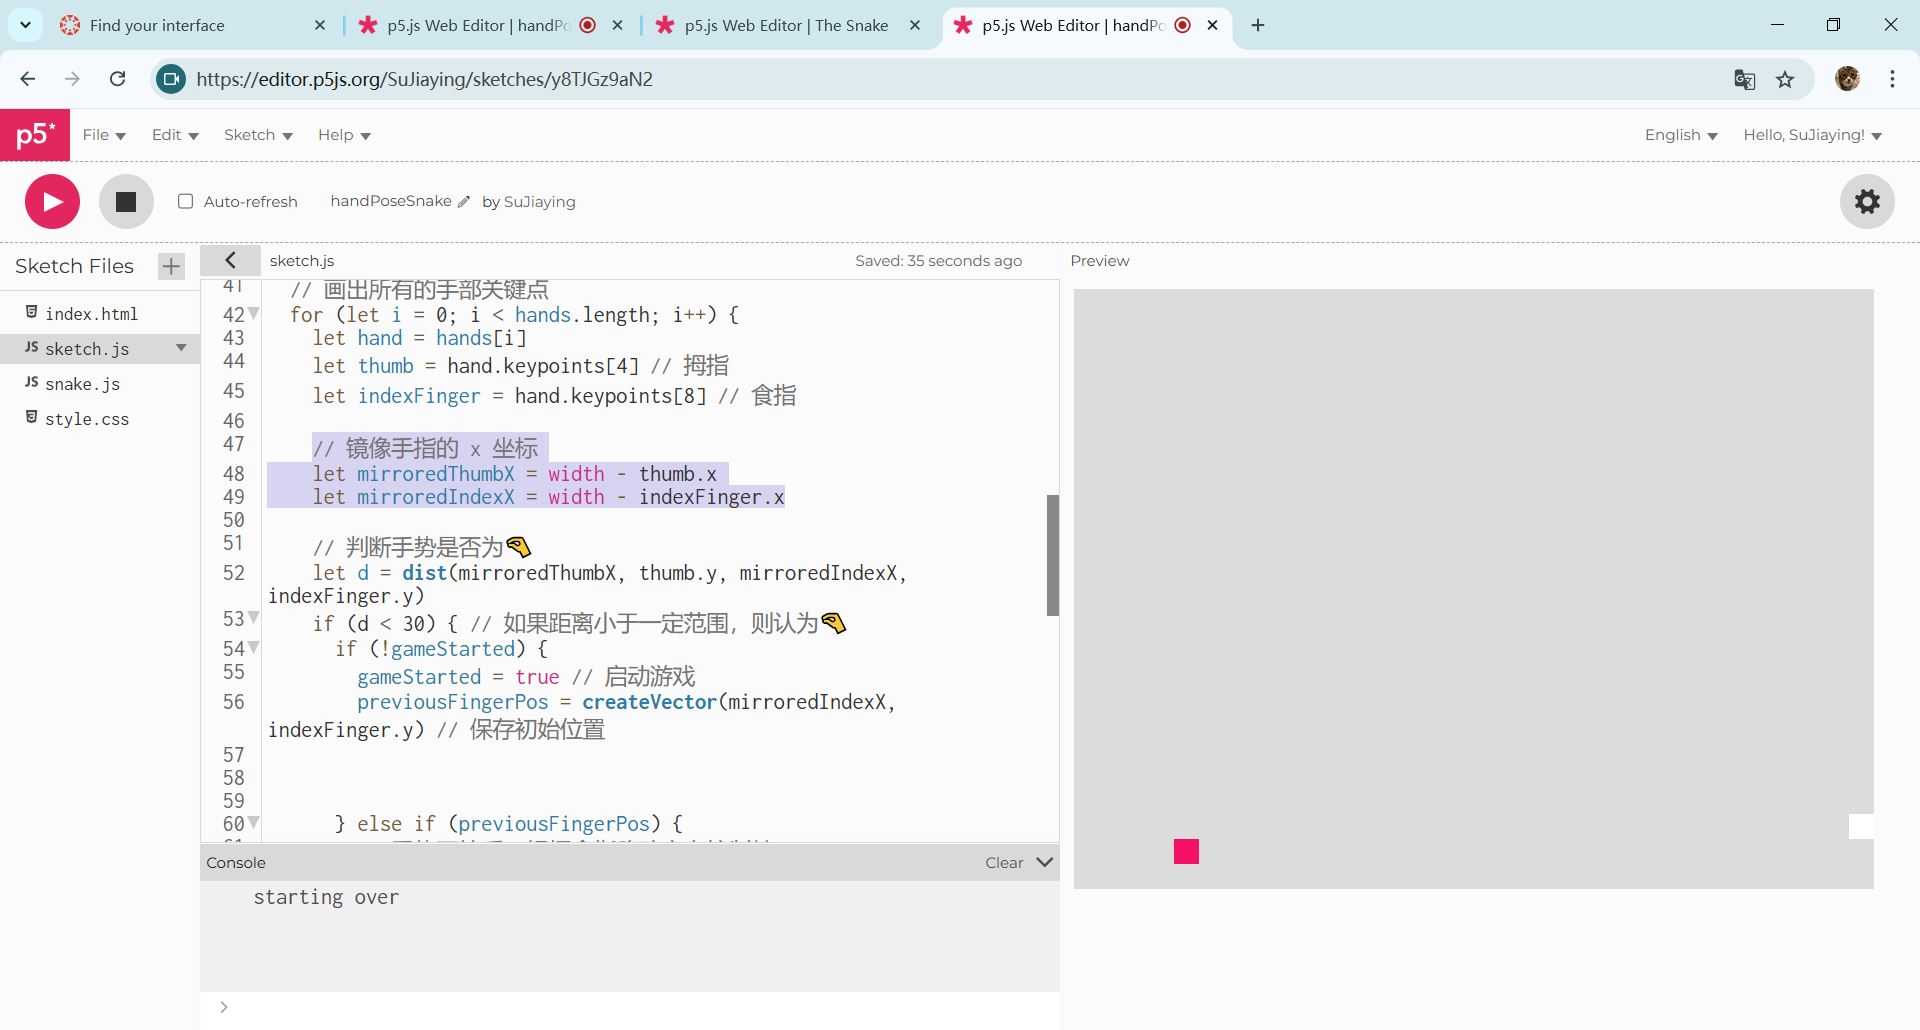 Find your interface
p5.js Web Editor | handPo
p5.js Web Editor | The Snake
p5.js Web Editor | handPo
https://editor.p5js.org/SuJiaying/sketches/y8TJGz9aN2
p5*
File
Edit
Sketch
Help
English
Hello, SuJiaying!
Auto-refresh
handPoseSnake
by SuJiaying
Sketch Files
sketch.js
Saved: 35 seconds ago
Preview
index.html
JS sketch.js
JS snake.js
style.css
41 // 画出所有的手部关键点
42 for (let i = 0; i < hands.length; i++) {
43 let hand = hands[i]
44 let thumb = hand.keypoints[4] // 拇指
45 let indexFinger = hand.keypoints[8] // 食指
46
47 // 镜像手指的 x 坐标
48 let mirroredThumbX = width - thumb.x
49 let mirroredIndexX = width - indexFinger.x
50
51 // 判断手势是否为🤏
52 let d = dist(mirroredThumbX, thumb.y, mirroredIndexX,
indexFinger.y)
53 if (d < 30) { // 如果距离小于一定范围，则认为🤏
54 if (!gameStarted) {
55 gameStarted = true // 启动游戏
56 previousFingerPos = createVector(mirroredIndexX,
indexFinger.y) // 保存初始位置
57
58
59
60 } else if (previousFingerPos) {
Console
Clear
starting over